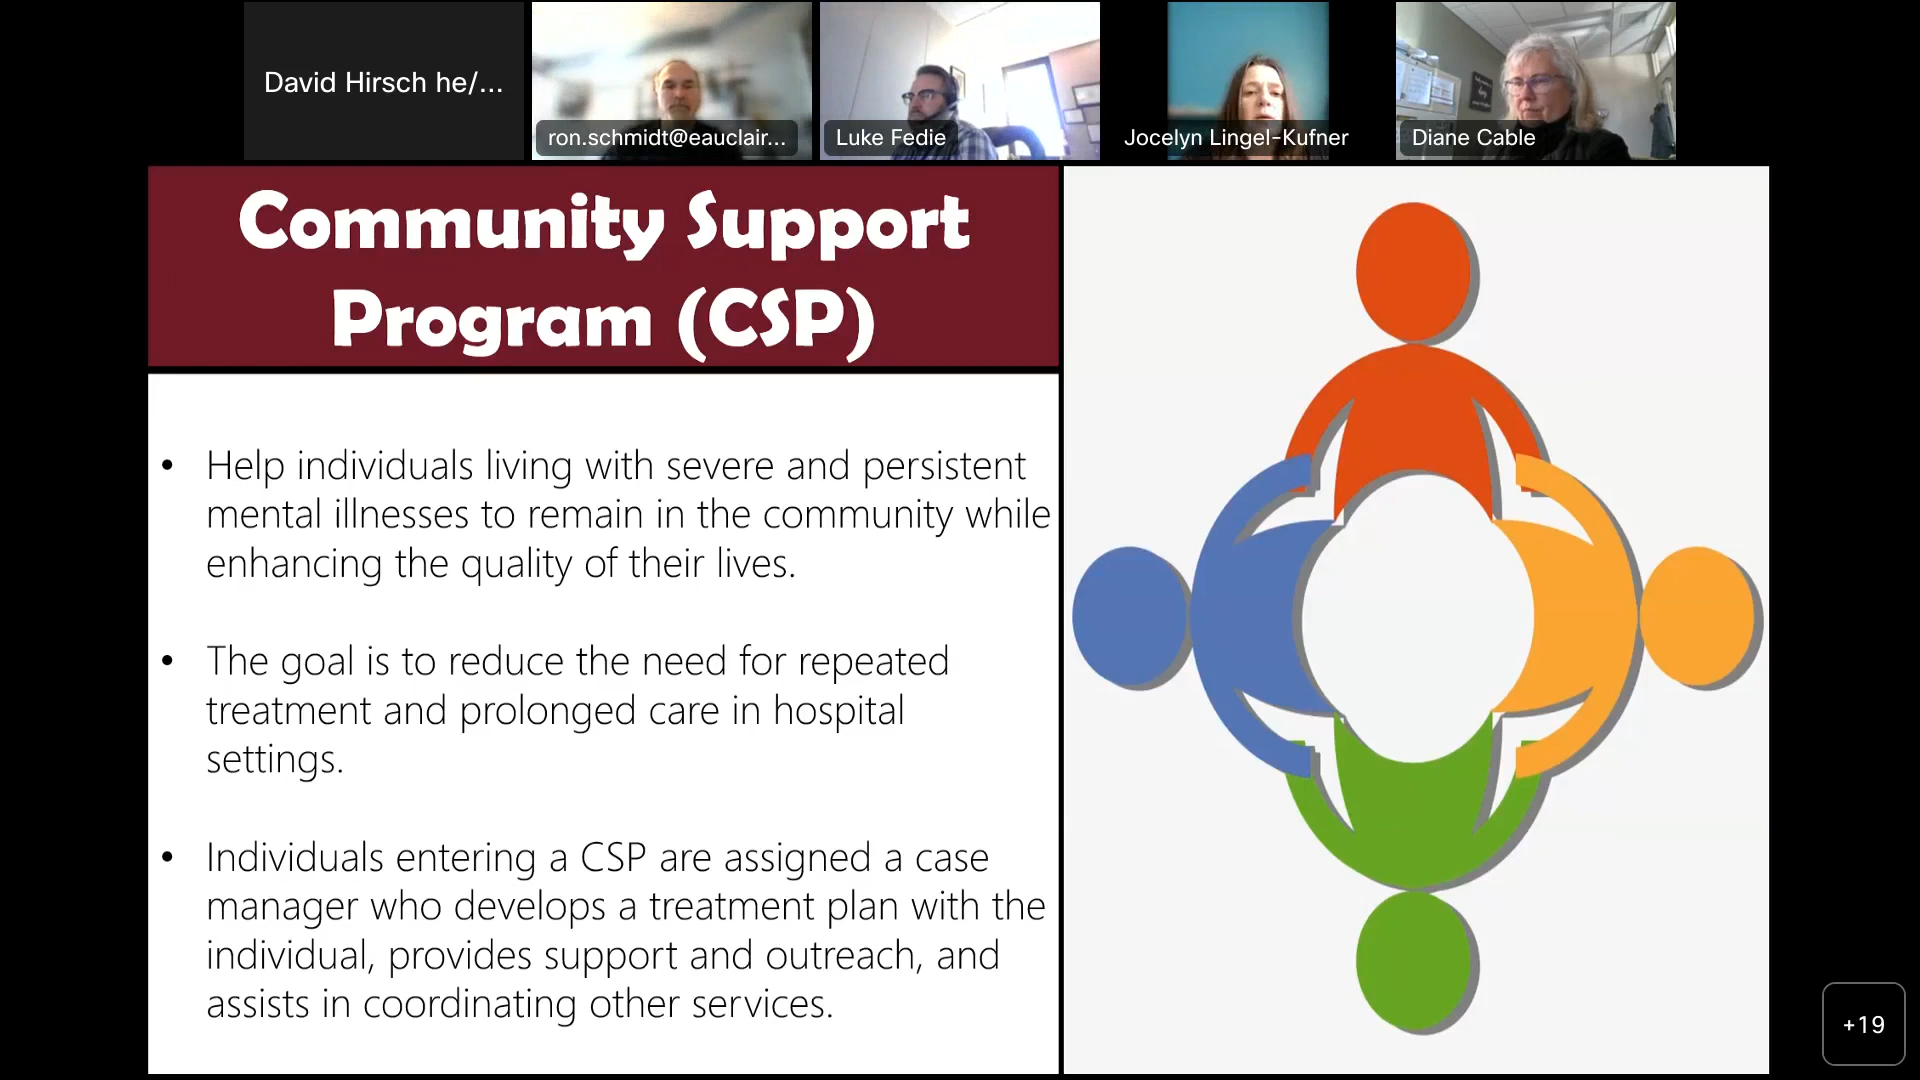 David Hirsch he/...
ron.schmidt@eauclair...
Luke Fedie
Jocelyn Lingel-Kufner
Diane Cable
Community Support
Program (CSP)
• Help individuals living with severe and persistent
mental illnesses to remain in the community while
enhancing the quality of their lives.
• The goal is to reduce the need for repeated
treatment and prolonged care in hospital
settings.
• Individuals entering a CSP are assigned a case
manager who develops a treatment plan with the
individual, provides support and outreach, and
assists in coordinating other services.
+19